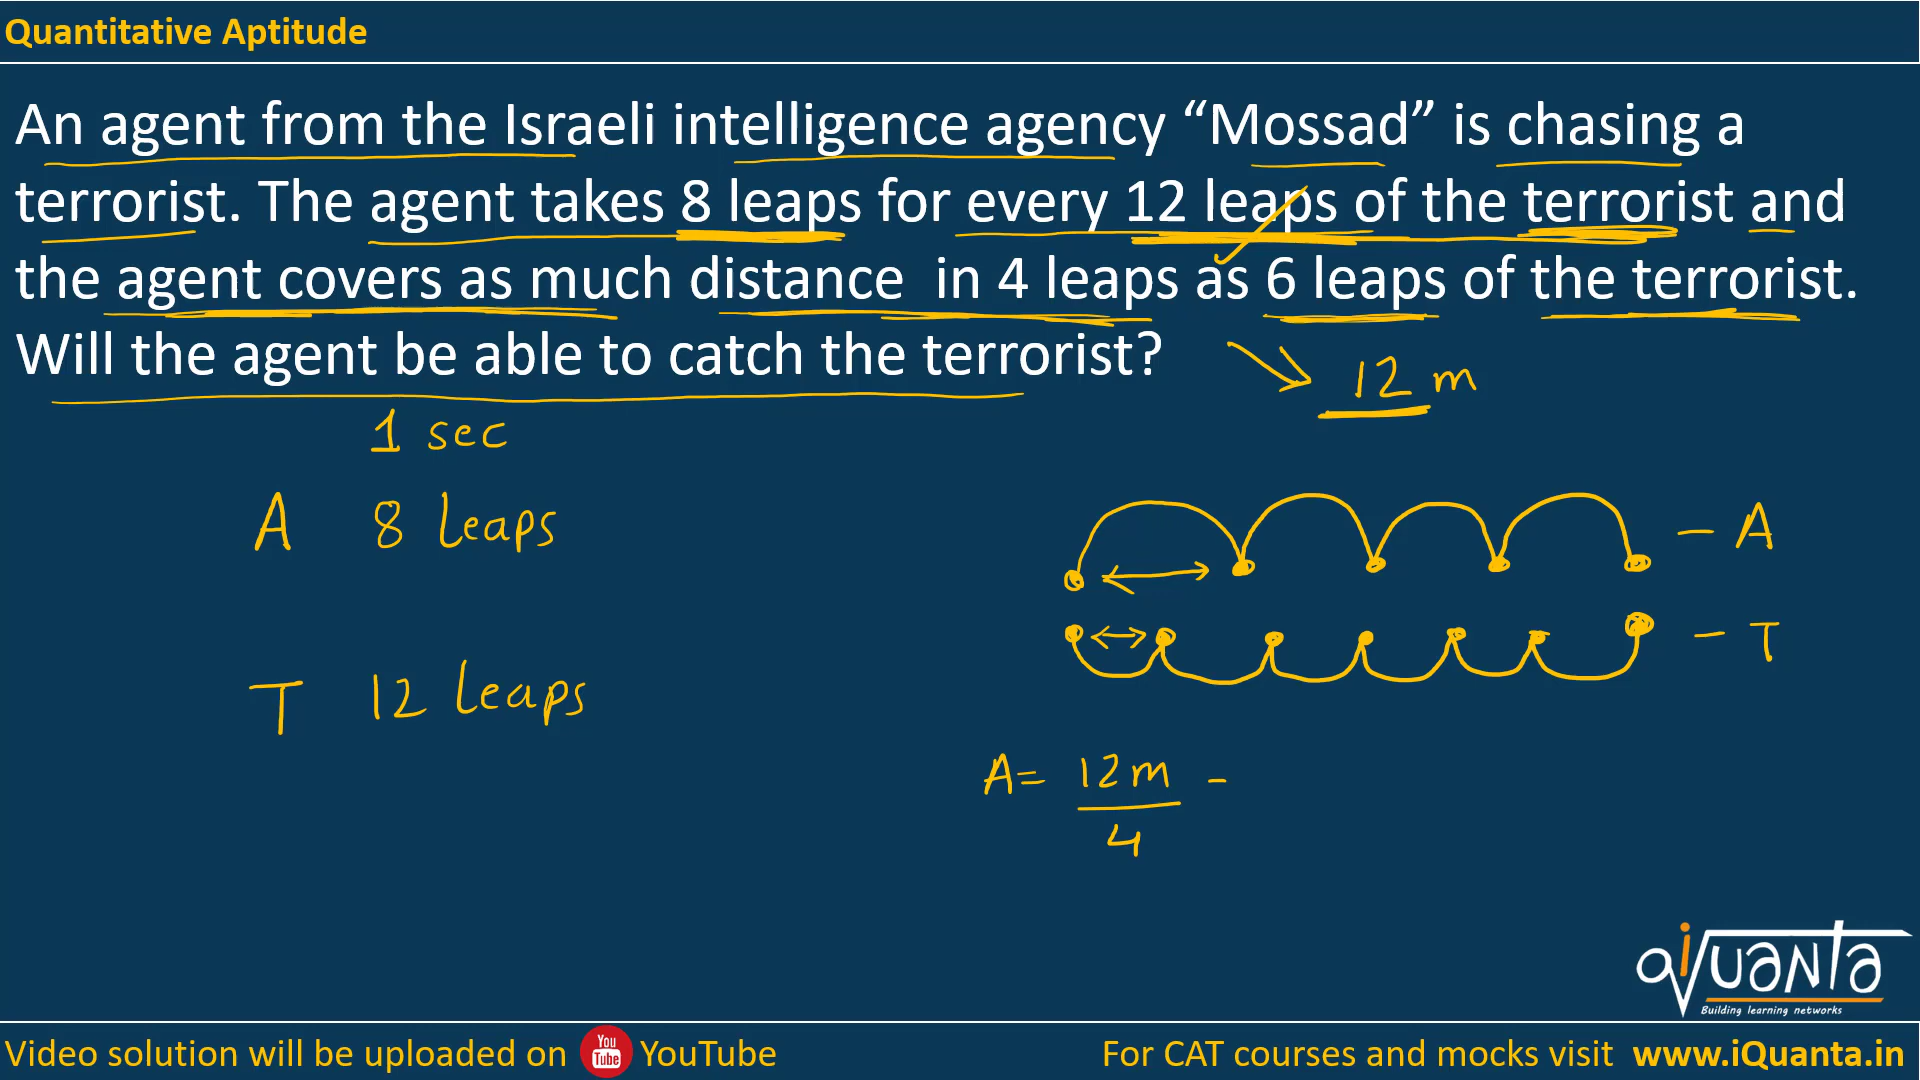 Quantitative Aptitude
An agent from the Israeli intelligence agency “Mossad” is chasing a
terrorist. The agent takes 8 leaps for every 12 leaps of the terrorist and
the agent covers as much distance in 4 leaps as 6 leaps of the terrorist.
Will the agent be able to catch the terrorist?
12 m
1 sec
A 8 leaps
- A
- T
T 12 leaps
A = 12m -
4
iQuanta
Building learning networks
Video solution will be uploaded on You Tube YouTube
For CAT courses and mocks visit www.iQuanta.in